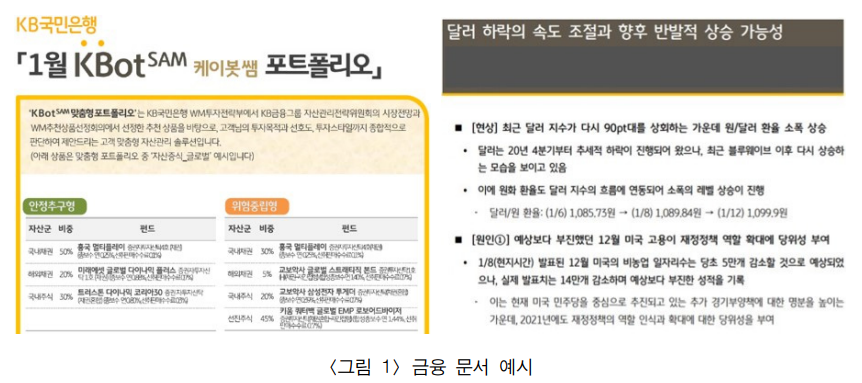 KB국민은행
「1월 KBot SAM 케이봇쌤 포트폴리오」
'KBot SAM 맞춤형포트폴리오'는 KB국민은행 WM투자전략부에서 KB금융그룹 자산관리전략위원회의 시장전망과
WM추천상품선정회의에서 선정한 추천 상품을 바탕으로, 고객님의 투자목적과 선호도, 투자스타일까지 종합적으로
판단하여 제안드리는 고객 맞춤형 자산관리 솔루션입니다.
(아래 상품은 맞춤형 포트폴리오 중 '자산증식_글로벌' 예시입니다)
안정추구형
자산군 비중 펀드
국내채권 50% 흥국 멀티플레이
해외채권 20% 미래에셋 글로벌 다이나믹 플러스
국내주식 30% 트러스톤 다이나믹 코리아30
위험중립형
자산군 비중 펀드
국내채권 30% 흥국 멀티플레이
해외채권 5% 교보악사 글로벌 스트래티직 본드
국내주식 20% 교보악사 삼성전자 투게더
선진주식 45% 키움 쿼터백 글로벌 EMP 로보어드바이저
달러 하락의 속도 조절과 향후 반발적 상승 가능성
■ [현상] 최근 달러 지수가 다시 90pt대를 상회하는 가운데 원/달러 환율 소폭 상승
• 달러는 20년 4분기부터 추세적 하락이 진행되어 왔으나, 최근 블루웨이브 이후 다시 상승하
는 모습을 보이고 있음
• 이에 원화 환율도 달러 지수의 흐름에 연동되어 소폭의 레벨 상승이 진행
- 달러/원 환율: (1/6) 1,085.73원 → (1/8) 1,089.84원 → (1/12) 1,099.9원
■ [원인①] 예상보다 부진했던 12월 미국 고용이 재정정책 역할 확대에 당위성 부여
• 1/8(현지시간) 발표된 12월 미국의 비농업 일자리수는 당초 5만개 감소할 것으로 예상되었
으나, 실제 발표치는 14만개 감소하며 예상보다 부진한 성적을 기록
- 이는 현재 미국 민주당을 중심으로 추진되고 있는 추가 경기부양책에 대한 명분을 높이는
가운데, 2021년에도 재정정책의 역할 인식과 확대에 대한 당위성을 부여
<그림 1> 금융 문서 예시